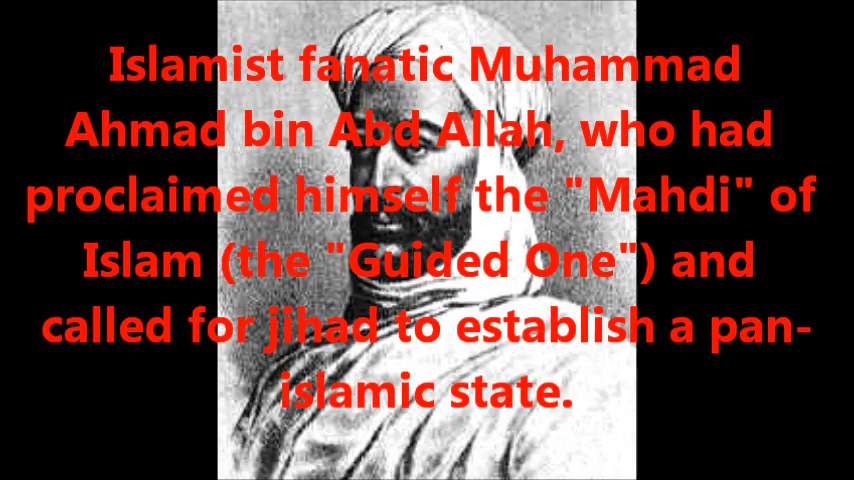 Islamist fanatic Muhammad
Ahmad bin Abd Allah, who had
proclaimed himself the "Mahdi" of
Islam (the "Guided One") and
called for jihad to establish a pan-
islamic state.